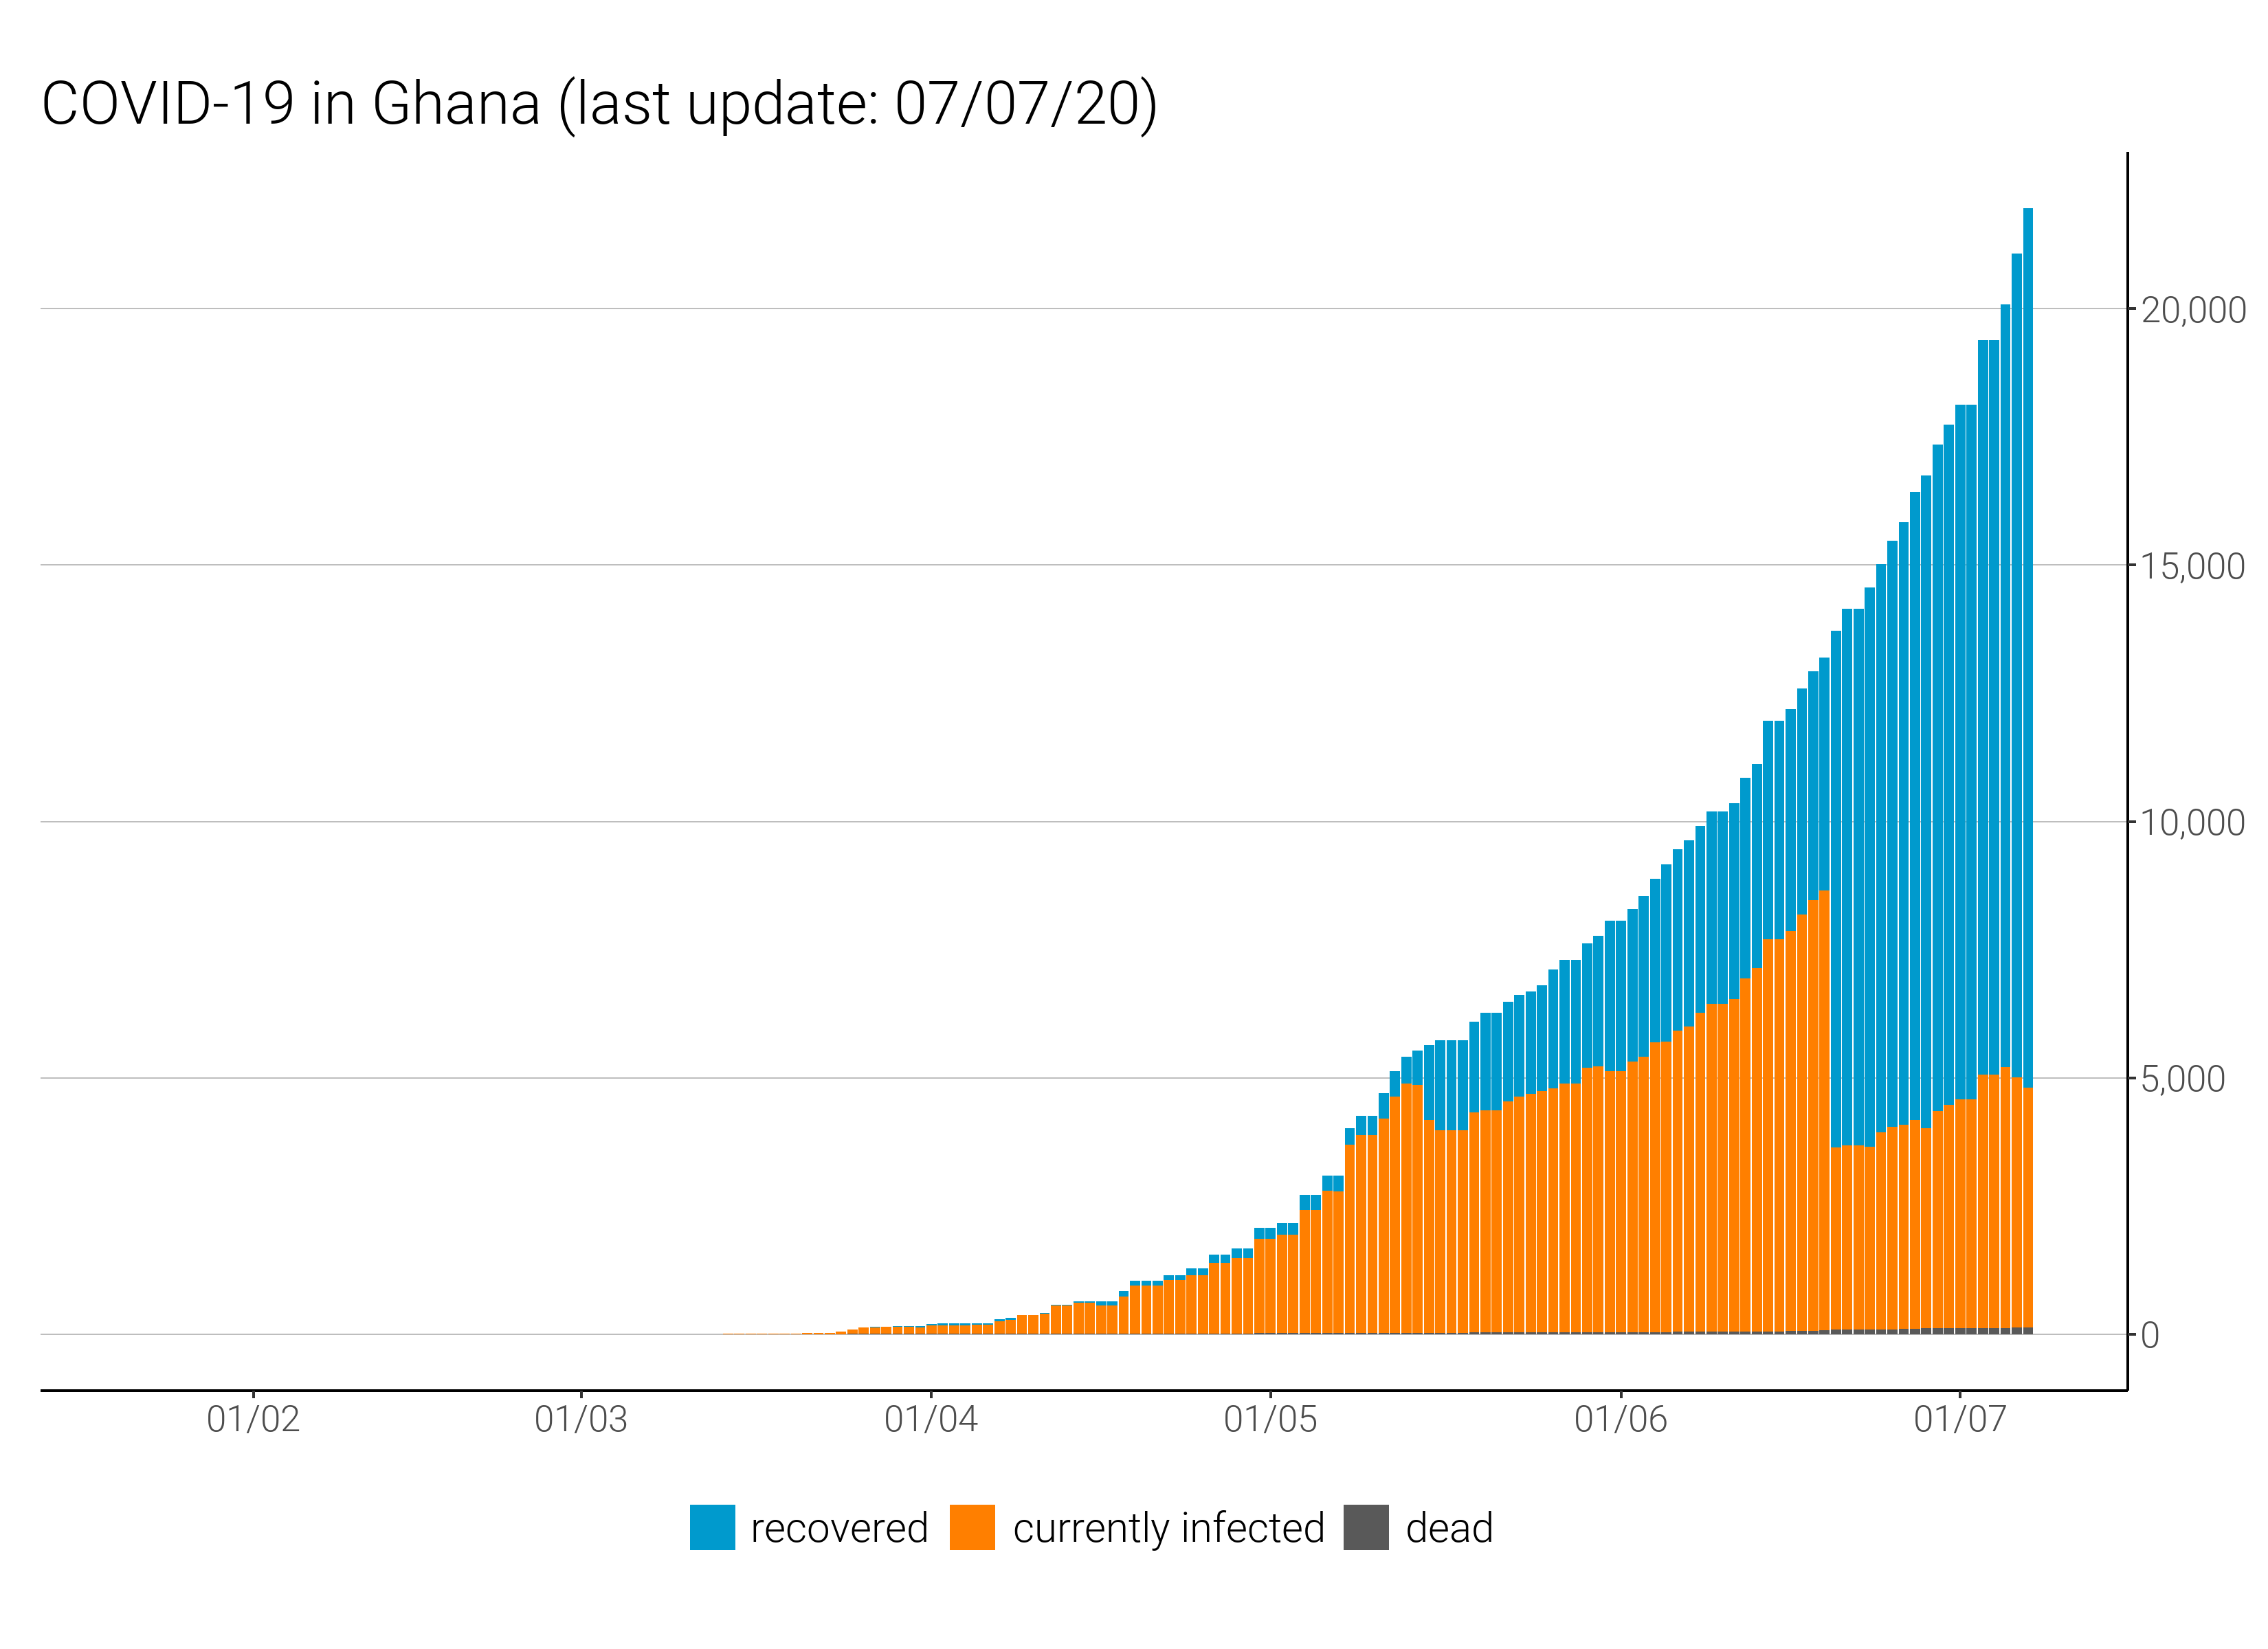 COVID-19 in Ghana (last update: 07/07/20)
20,000
15,000
10,000
5,000
0
01/02 01/03 01/04 01/05 01/06 01/07
recovered currently infected dead